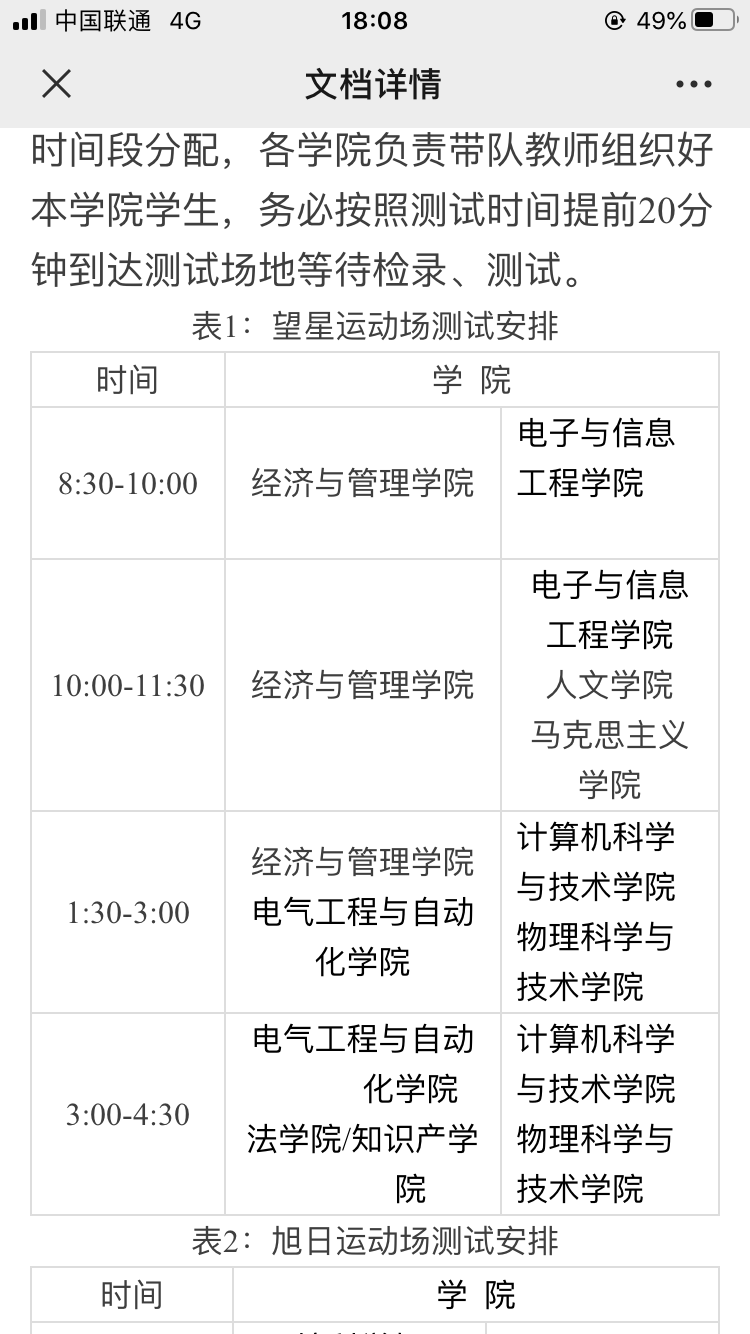 中国联通 4G 18:08 49%
文档详情
时间段分配，各学院负责带队教师组织好
本学院学生，务必按照测试时间提前20分
钟到达测试场地等待检录、测试。
表1：望星运动场测试安排
时间 学 院
8:30-10:00
经济与管理学院
电子与信息
工程学院
10:00-11:30
经济与管理学院
电子与信息
工程学院
人文学院
马克思主义
学院
1:30-3:00
经济与管理学院
电气工程与自动
化学院
计算机科学
与技术学院
物理科学与
技术学院
3:00-4:30
电气工程与自动
化学院
法学院/知识产学
院
计算机科学
与技术学院
物理科学与
技术学院
表2：旭日运动场测试安排
时间 学 院